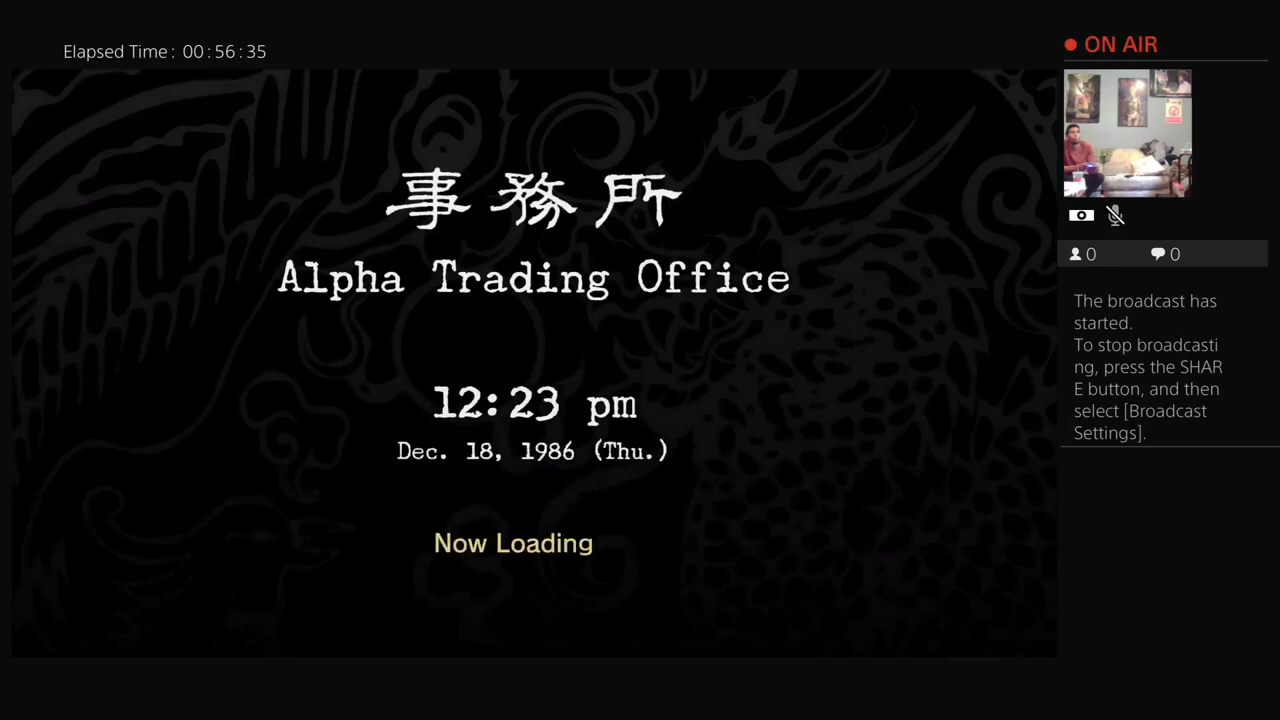 Elapsed Time: 00:56:35
ON AIR
事務所
Alpha Trading Office
12:23 pm
Dec. 18, 1986 (Thu.)
Now Loading
0
0
The broadcast has
started.
To stop broadcasti
ng, press the SHAR
E button, and then
select [Broadcast
Settings].